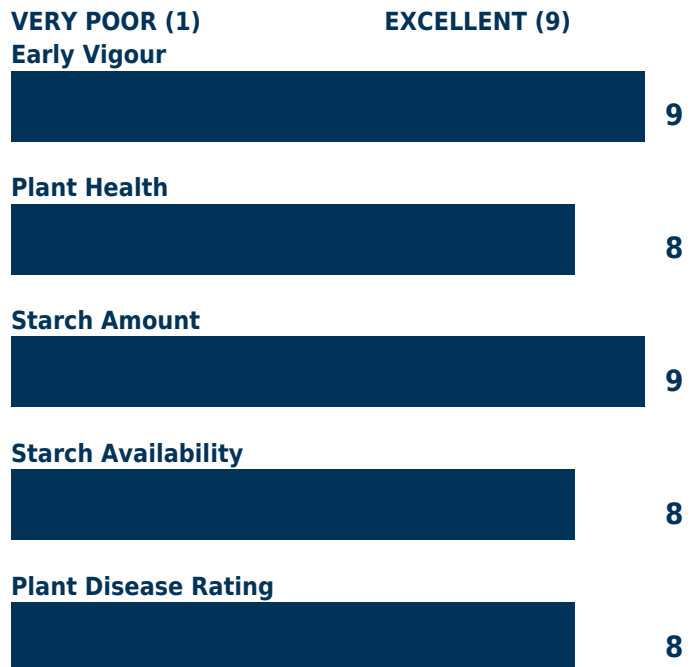 VERY POOR (1) EXCELLENT (9)
Early Vigour
9
Plant Health
8
Starch Amount
9
Starch Availability
8
Plant Disease Rating
8